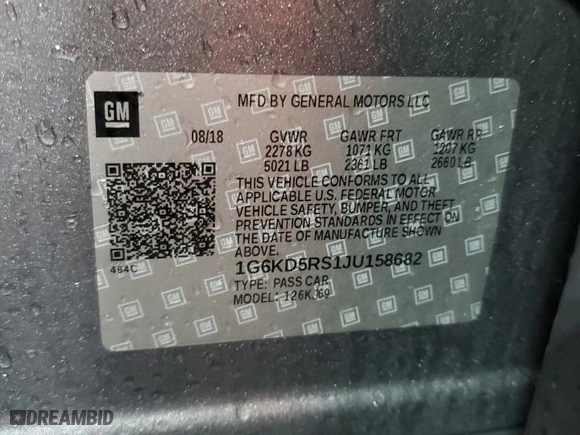 GM
MFD BY GENERAL MOTORS LLC
08/18 GVWR GAWR FRT GAWR RR
2278 KG 1071 KG 1207 KG
5021 LB 2361 LB 2660 LB
THIS VEHICLE CONFORMS TO ALL
APPLICABLE U.S. FEDERAL MOTOR
VEHICLE SAFETY, BUMPER, AND THEFT
PREVENTION STANDARDS IN EFFECT ON
THE DATE OF MANUFACTURE SHOWN
ABOVE.
484C
1G6KD5RS1JU158682
TYPE: PASS CAR
MODEL: 126KJ69
DREAMBID